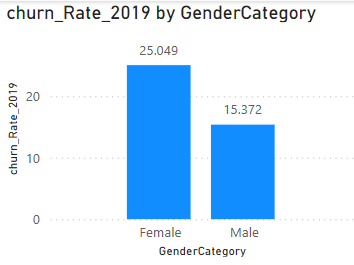 churn_Rate_2019 by GenderCategory
25.049
15.372
churn_Rate_2019
20
10
0
Female Male
GenderCategory